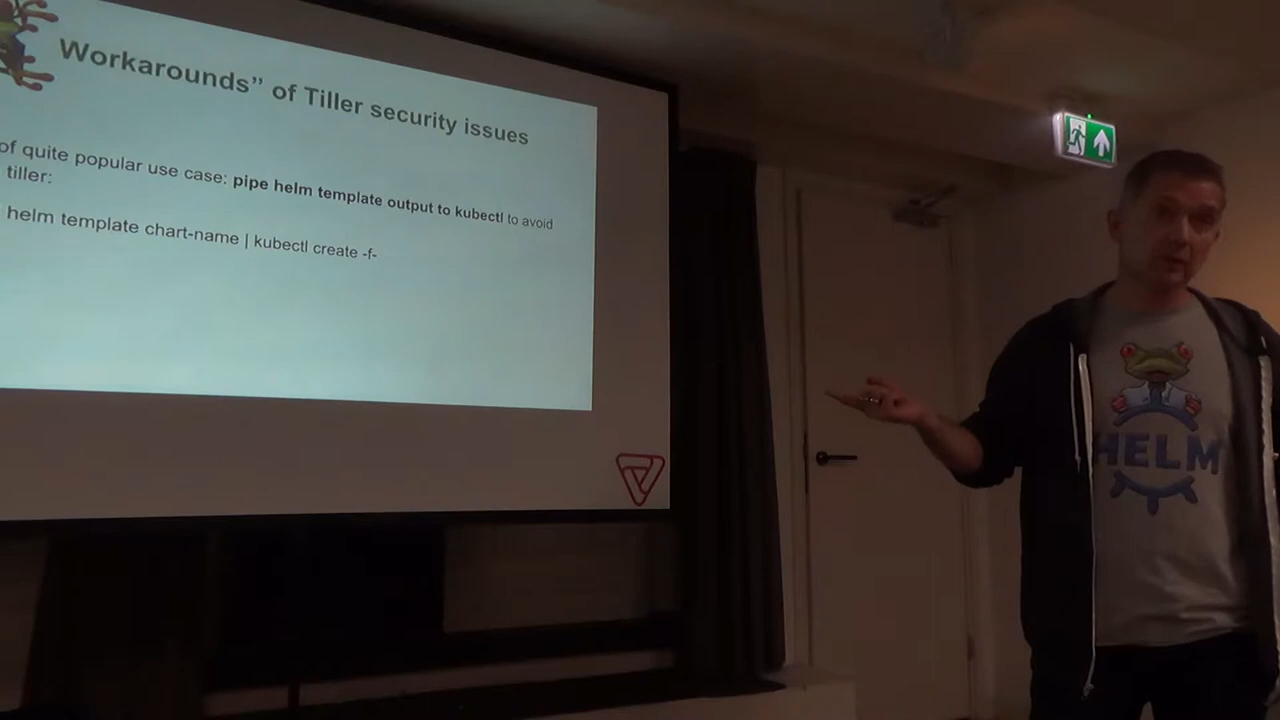 Workarounds” of Tiller security issues
of quite popular use case: pipe helm template output to kubectl to avoid
tiller:
helm template chart-name | kubectl create -f-
HELM